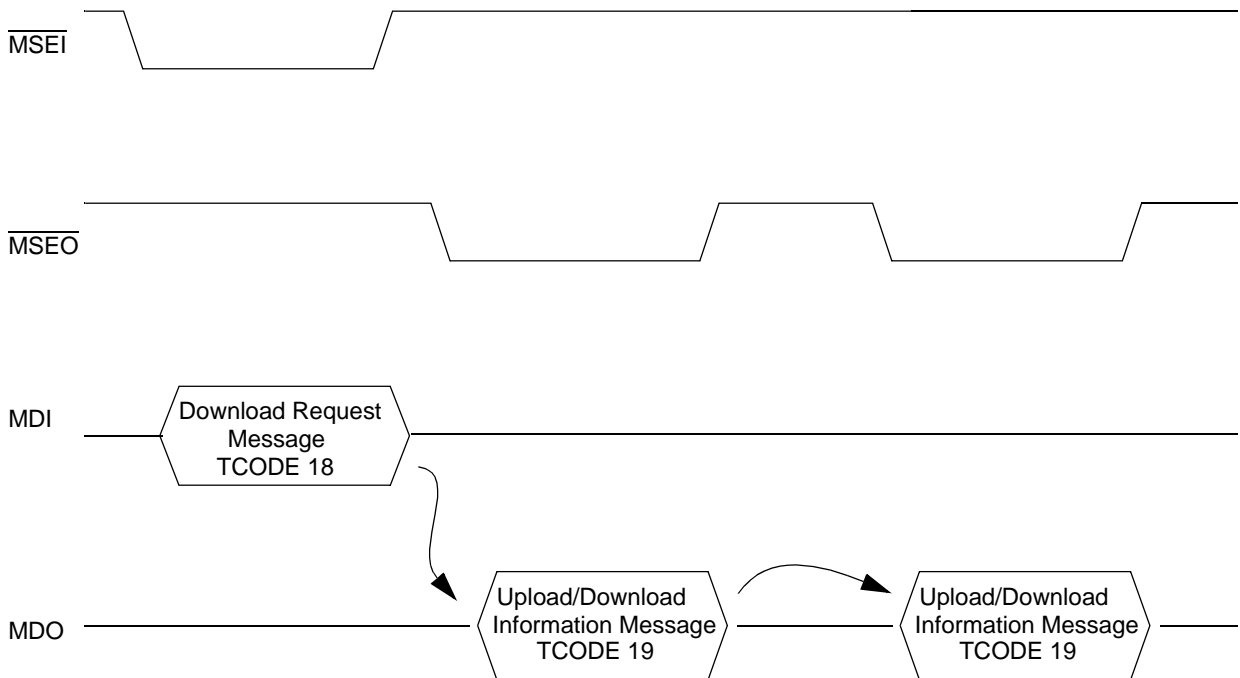 MSEI
MSEO
MDI
Download Request
Message
TCODE 18
MDO
Upload/Download
Information Message
TCODE 19
Upload/Download
Information Message
TCODE 19